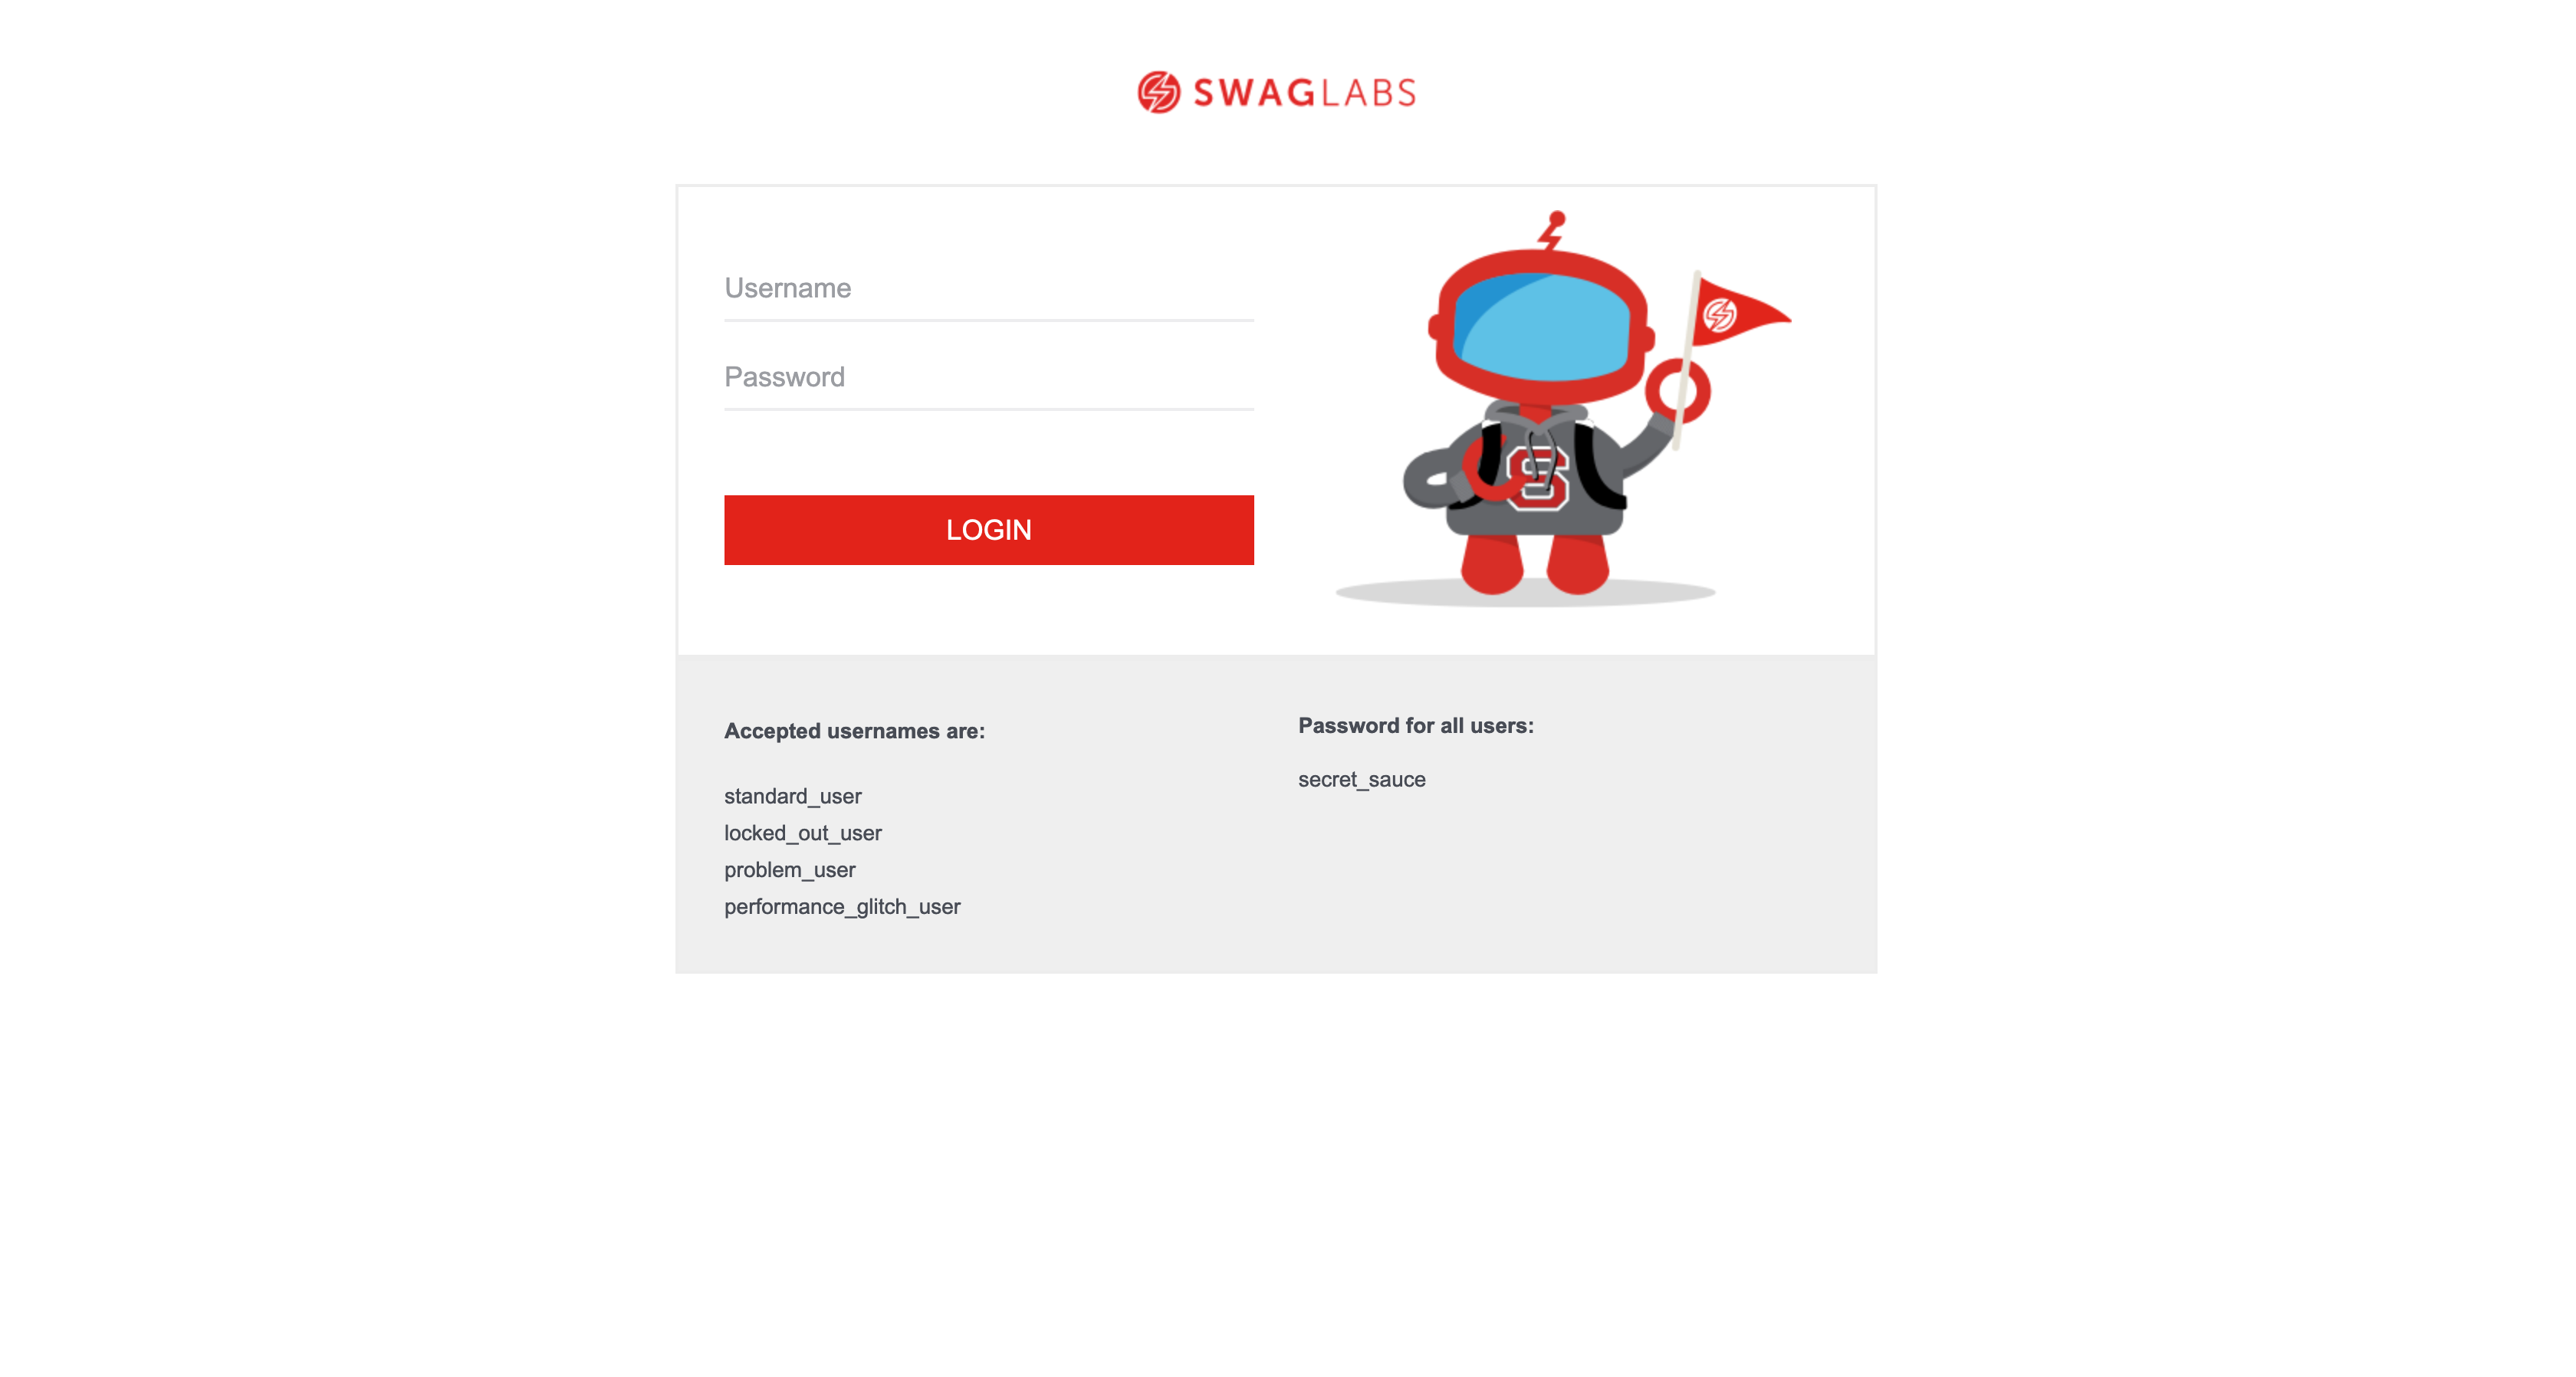 SWAGLABS
Username
Password
LOGIN
S
Accepted usernames are:
standard_user
locked_out_user
problem_user
performance_glitch_user
Password for all users:
secret_sauce